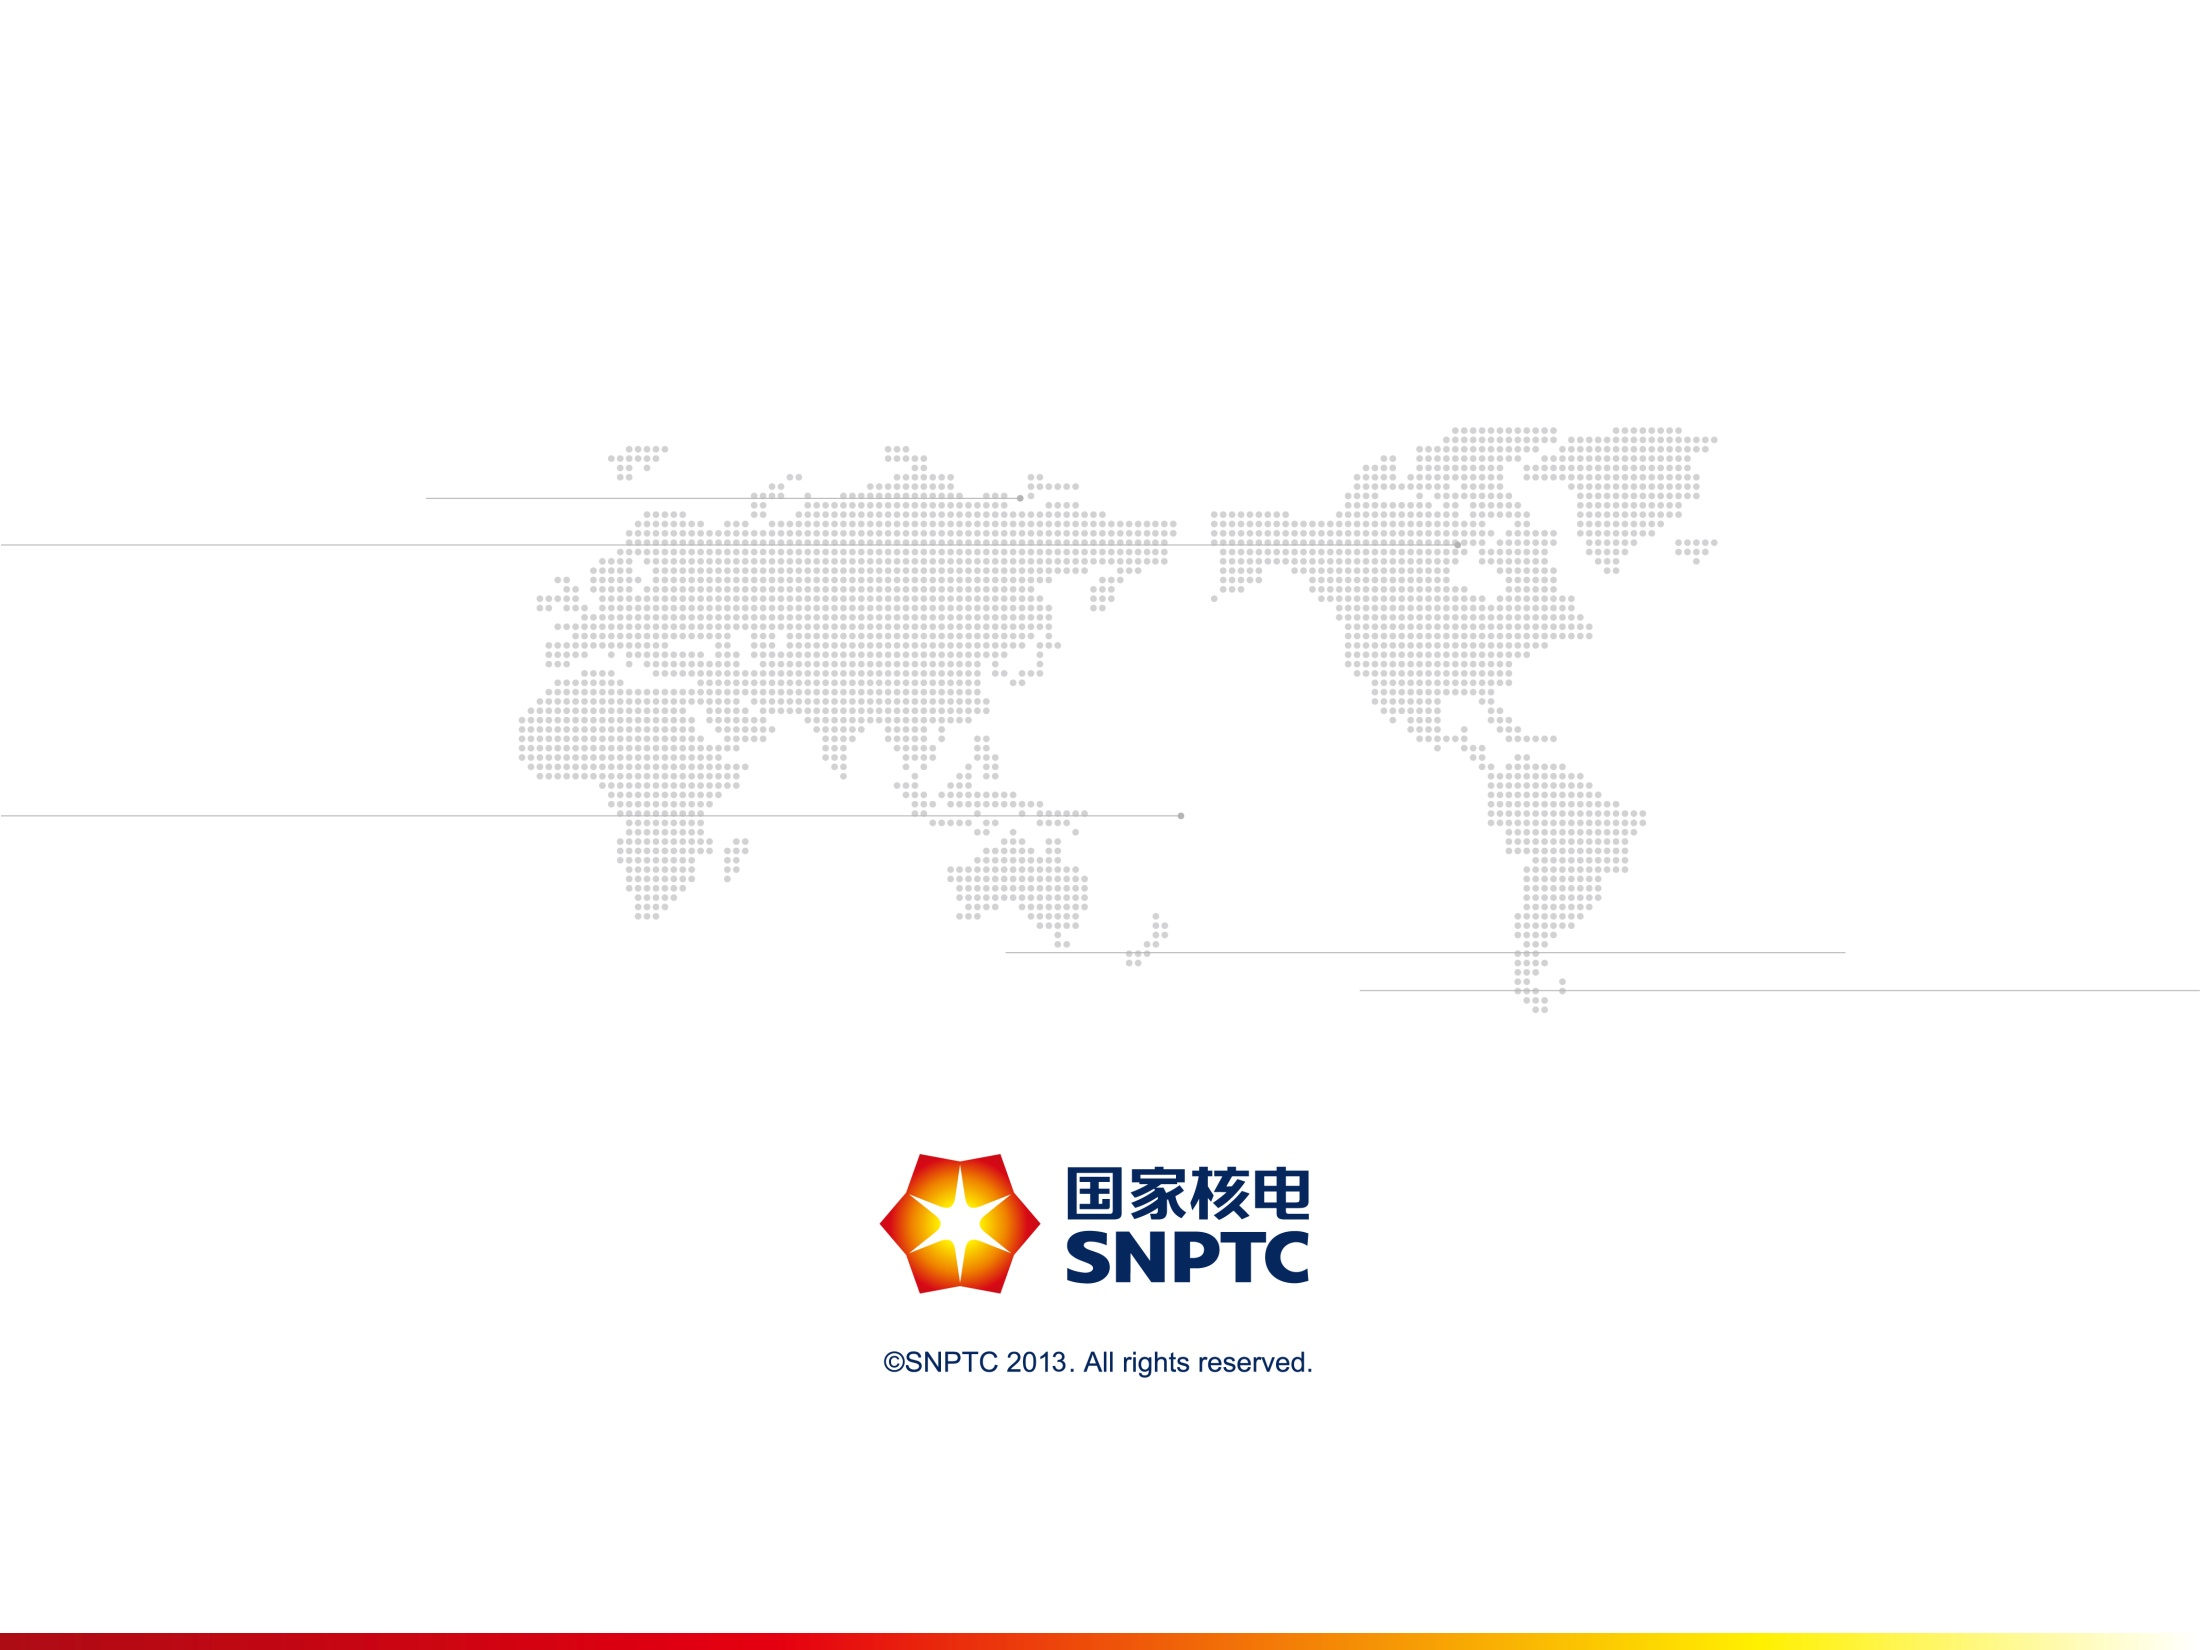 国家核电
SNPTC
©SNPTC 2013. All rights reserved.